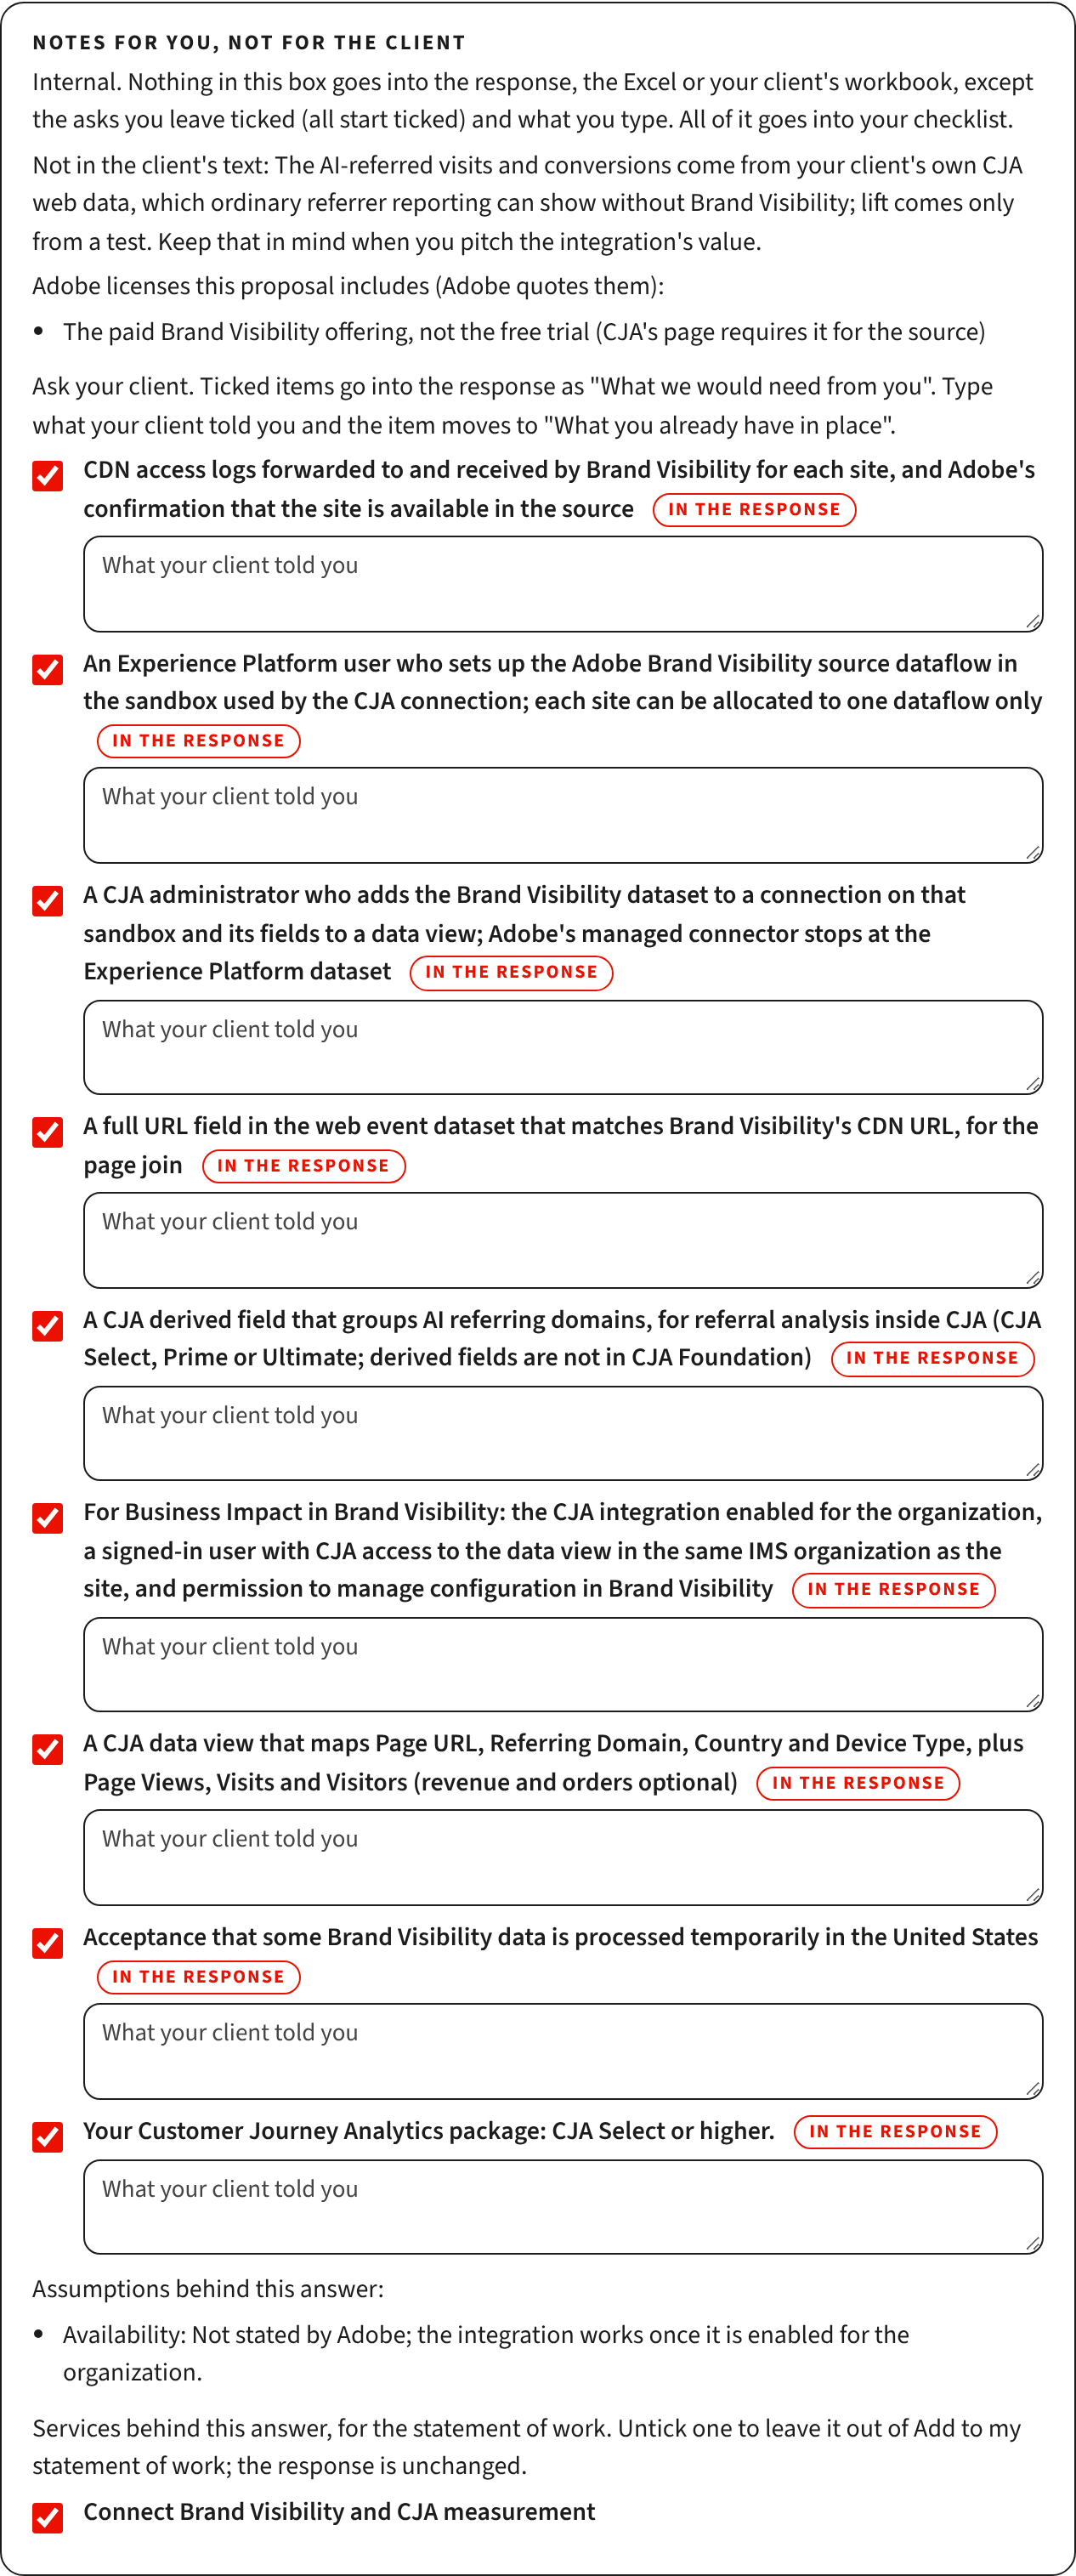 NOTES FOR YOU, NOT FOR THE CLIENT
Internal. Nothing in this box goes into the response, the Excel or your client's workbook, except
the asks you leave ticked (all start ticked) and what you type. All of it goes into your checklist.
Not in the client's text: The AI-referred visits and conversions come from your client's own CJA
web data, which ordinary referrer reporting can show without Brand Visibility; lift comes only
from a test. Keep that in mind when you pitch the integration's value.
Adobe licenses this proposal includes (Adobe quotes them):
• The paid Brand Visibility offering, not the free trial (CJA's page requires it for the source)
Ask your client. Ticked items go into the response as "What we would need from you". Type
what your client told you and the item moves to "What you already have in place".
CDN access logs forwarded to and received by Brand Visibility for each site, and Adobe's
confirmation that the site is available in the source IN THE RESPONSE
What your client told you
An Experience Platform user who sets up the Adobe Brand Visibility source dataflow in
the sandbox used by the CJA connection; each site can be allocated to one dataflow only
IN THE RESPONSE
What your client told you
A CJA administrator who adds the Brand Visibility dataset to a connection on that
sandbox and its fields to a data view; Adobe's managed connector stops at the
Experience Platform dataset IN THE RESPONSE
What your client told you
A full URL field in the web event dataset that matches Brand Visibility's CDN URL, for the
page join IN THE RESPONSE
What your client told you
A CJA derived field that groups AI referring domains, for referral analysis inside CJA (CJA
Select, Prime or Ultimate; derived fields are not in CJA Foundation) IN THE RESPONSE
What your client told you
For Business Impact in Brand Visibility: the CJA integration enabled for the organization,
a signed-in user with CJA access to the data view in the same IMS organization as the
site, and permission to manage configuration in Brand Visibility IN THE RESPONSE
What your client told you
A CJA data view that maps Page URL, Referring Domain, Country and Device Type, plus
Page Views, Visits and Visitors (revenue and orders optional) IN THE RESPONSE
What your client told you
Acceptance that some Brand Visibility data is processed temporarily in the United States
IN THE RESPONSE
What your client told you
Your Customer Journey Analytics package: CJA Select or higher. IN THE RESPONSE
What your client told you
Assumptions behind this answer:
• Availability: Not stated by Adobe; the integration works once it is enabled for the
organization.
Services behind this answer, for the statement of work. Untick one to leave it out of Add to my
statement of work; the response is unchanged.
Connect Brand Visibility and CJA measurement